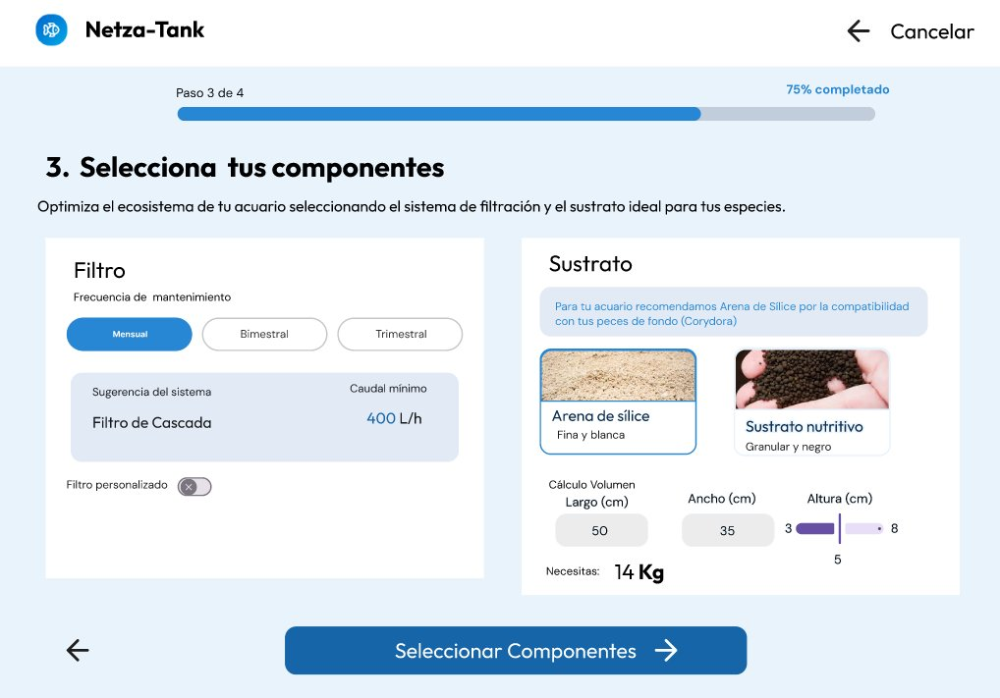 Netza-Tank
Cancelar
Paso 3 de 4
75% completado
3. Selecciona tus componentes
Optimiza el ecosistema de tu acuario seleccionando el sistema de filtración y el sustrato ideal para tus especies.
Filtro
Frecuencia de mantenimiento
Mensual
Bimestral
Trimestral
Sugerencia del sistema
Caudal mínimo
Filtro de Cascada
400 L/h
Filtro personalizado
Sustrato
Para tu acuario recomendamos Arena de Sílice por la compatibilidad
con tus peces de fondo (Corydora)
Arena de sílice
Fina y blanca
Sustrato nutritivo
Granular y negro
Cálculo Volumen
Largo (cm)
Ancho (cm)
Altura (cm)
50
35
3
8
5
Necesitas: 14 Kg
Seleccionar Componentes